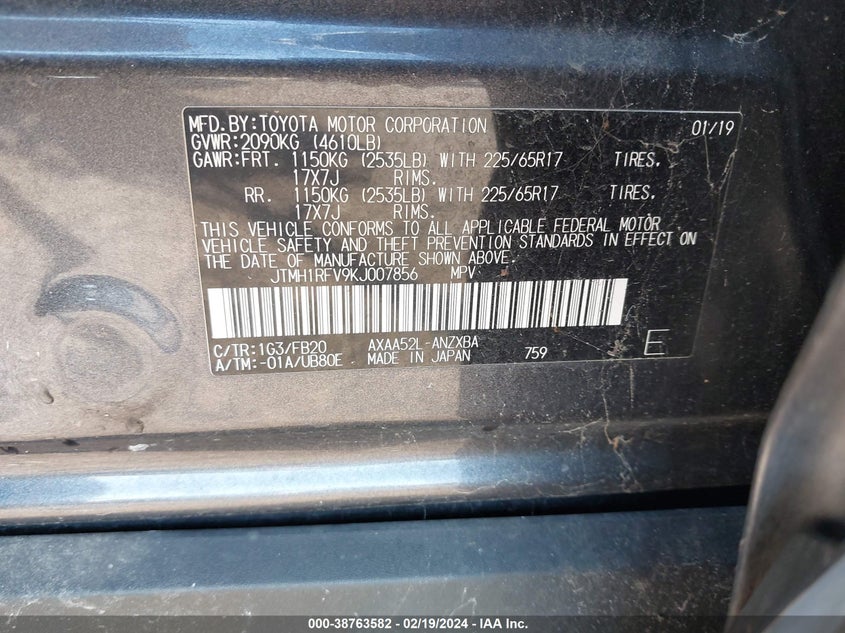 MFD.BY:TOYOTA MOTOR CORPORATION 01/19
GVWR:2090KG (4610LB)
GAWR:FRT. 1150KG (2535LB) WITH 225/65R17 TIRES.
17X7J RIMS.
RR. 1150KG (2535LB) WITH 225/65R17 TIRES.
17X7J RIMS.
THIS VEHICLE CONFORMS TO ALL APPLICABLE FEDERAL MOTOR
VEHICLE SAFETY AND THEFT PREVENTION STANDARDS IN EFFECT ON
THE DATE OF MANUFACTURE SHOWN ABOVE.
JTMH1RFV9KJ007856 MPV
C/TR:1G3/FB20 AXAA52L-ANZXBA
A/TM:-01A/UB80E MADE IN JAPAN 759 E
000-38763582 - 02/19/2024 - IAA Inc.